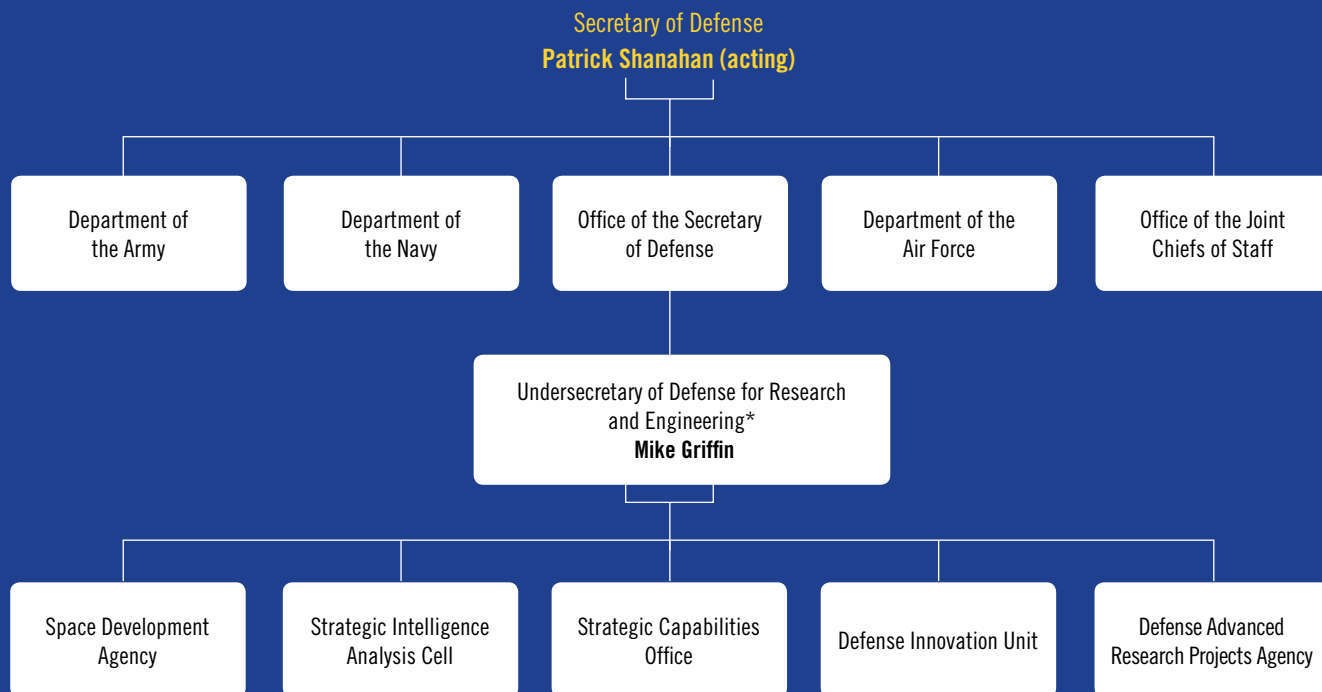 Secretary of Defense
Patrick Shanahan (acting)
Department of
the Army
Department of
the Navy
Office of the Secretary
of Defense
Department of the
Air Force
Office of the Joint
Chiefs of Staff
Undersecretary of Defense for Research
and Engineering*
Mike Griffin
Space Development
Agency
Strategic Intelligence
Analysis Cell
Strategic Capabilities
Office
Defense Innovation Unit
Defense Advanced
Research Projects Agency